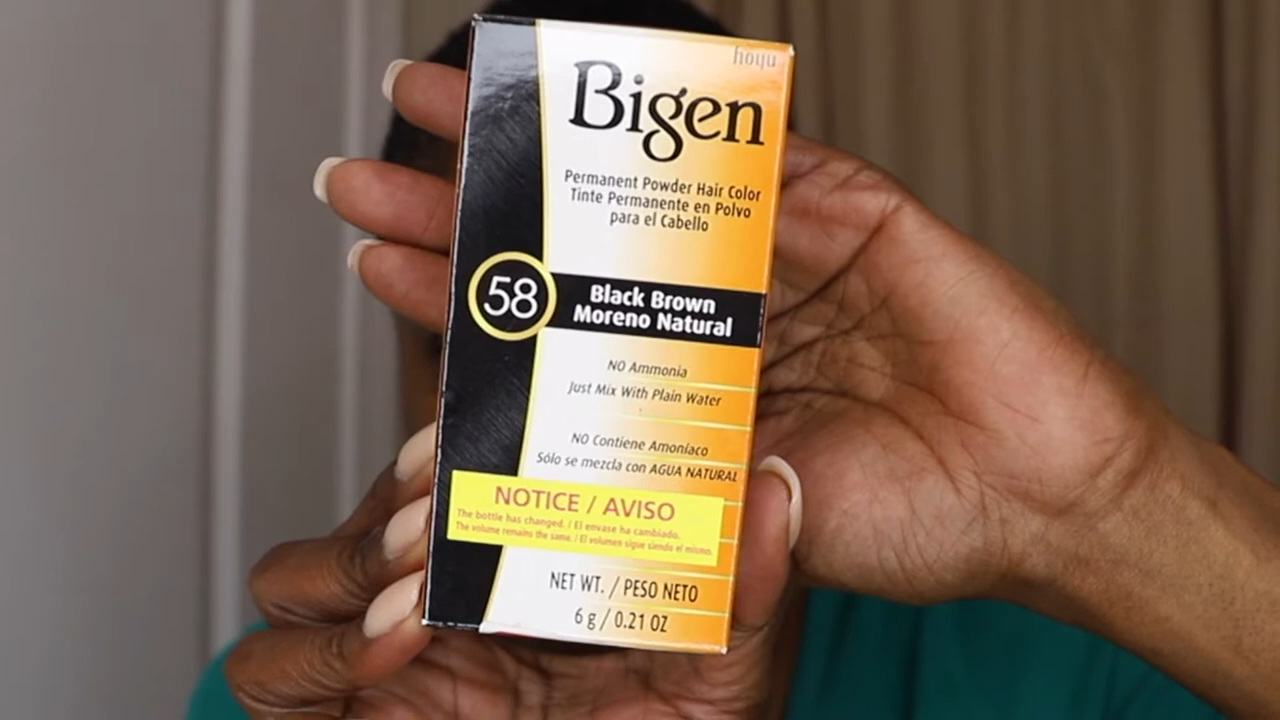 hoyu
Bigen
Permanent Powder Hair Color
Tinte Permanente en Polvo
para el Cabello
58
Black Brown
Moreno Natural
NO Ammonia
Just Mix With Plain Water
NO Contiene Amoníaco
Sólo se mezcla con AGUA NATURAL
NOTICE / AVISO
The bottle has changed. / El envase ha cambiado.
The volume remains the same. / El volumen sigue siendo el mismo.
NET WT. / PESO NETO
6 g / 0.21 OZ